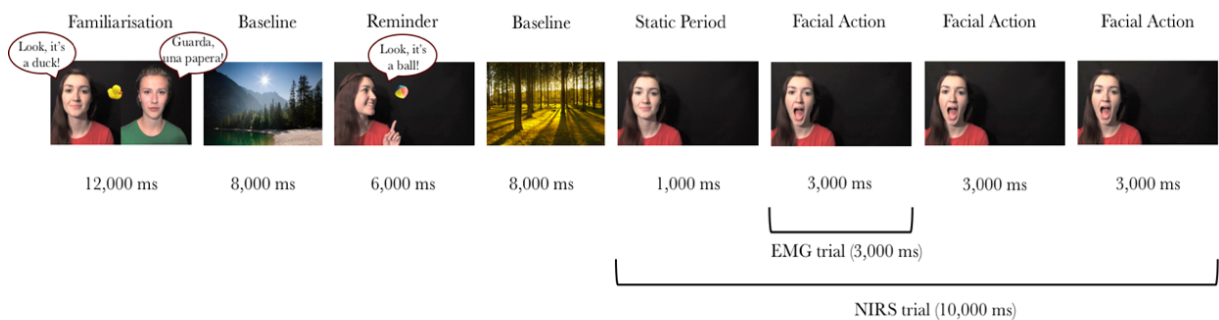 Familiarisation Baseline Reminder Baseline Static Period Facial Action Facial Action Facial Action
Look, it's
a duck!
Guarda,
una papera!
Look, it's
a ball!
12,000 ms 8,000 ms 6,000 ms 8,000 ms 1,000 ms 3,000 ms 3,000 ms 3,000 ms
EMG trial (3,000 ms)
NIRS trial (10,000 ms)